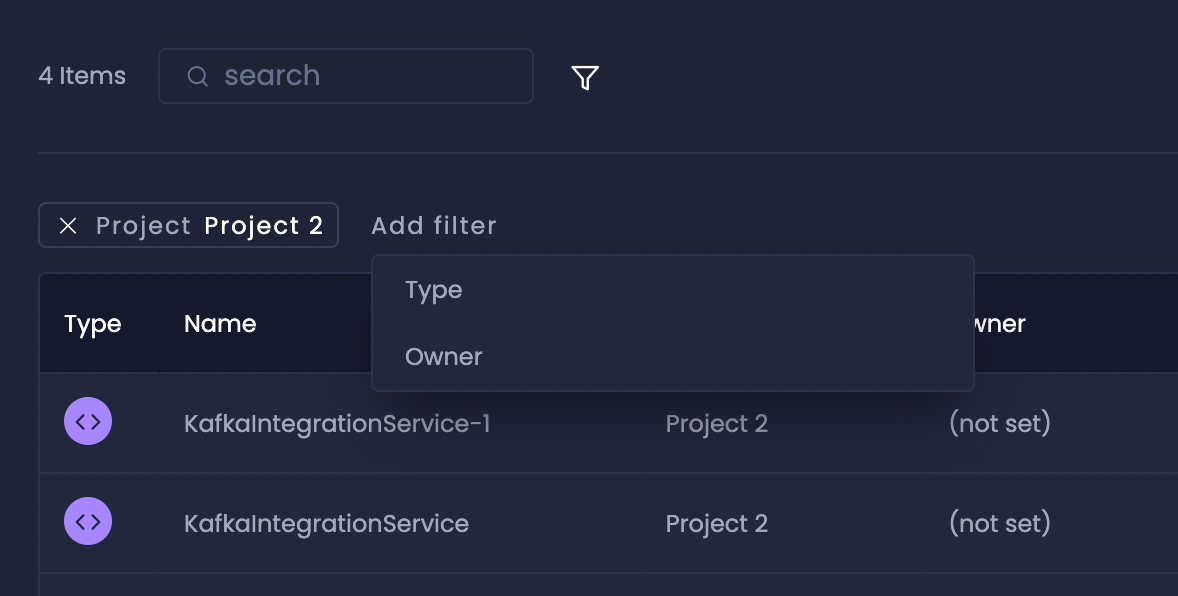 4 Items search
Project Project 2 Add filter
Type
Owner
Type Name wner
KafkaIntegrationService-1 Project 2 (not set)
KafkaIntegrationService Project 2 (not set)